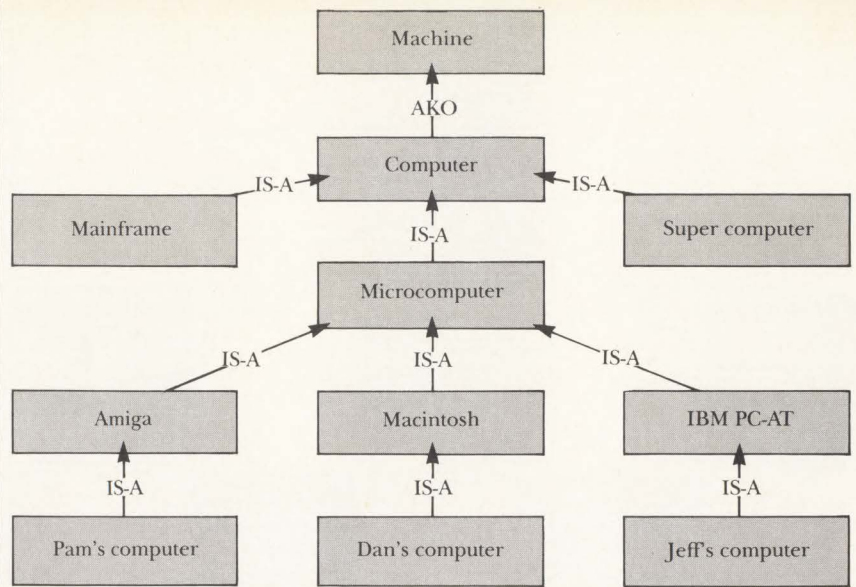 Machine
AKO
Computer
IS-A
IS-A
Mainframe
Super computer
IS-A
Microcomputer
IS-A
IS-A
IS-A
Amiga
Macintosh
IBM PC-AT
IS-A
IS-A
IS-A
Pam's computer
Dan's computer
Jeff's computer